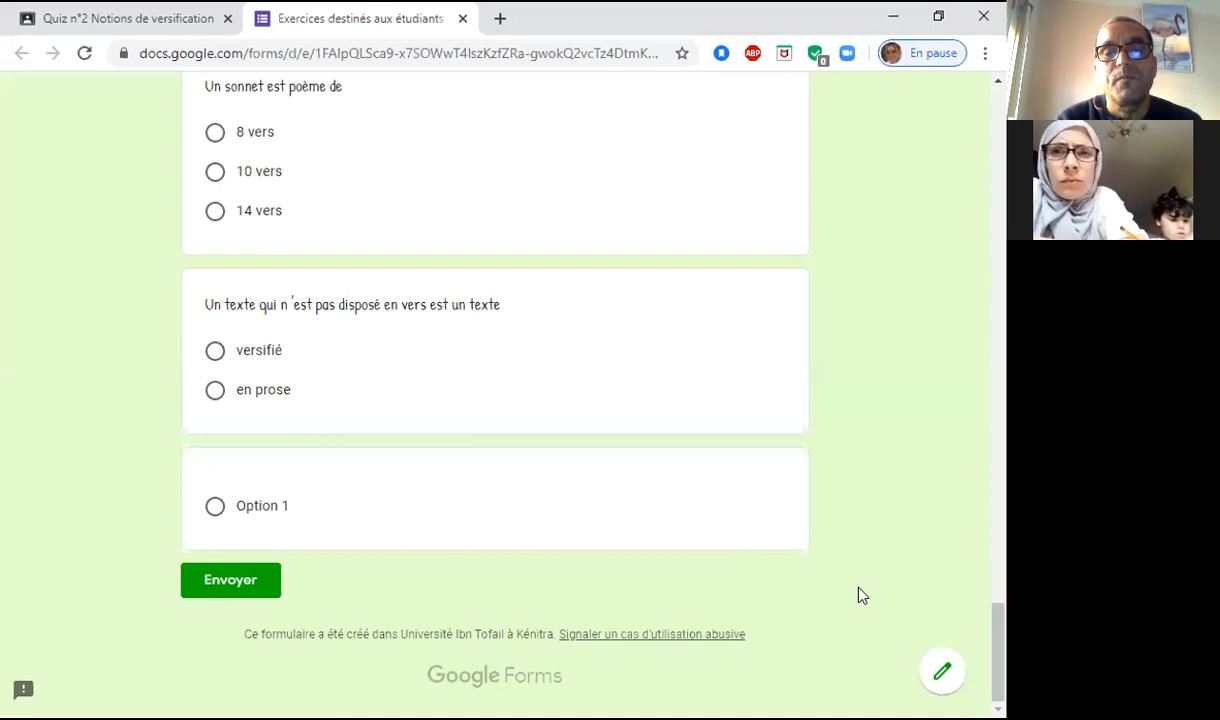 Quiz n°2 Notions de versification
Exercices destinés aux étudiants
docs.google.com/forms/d/e/1FAIpQLSca9-x7SOWwT4lszKzfZRa-gwokQ2vcTz4DtmK...
ABP
0
En pause
Un sonnet est poème de
8 vers
10 vers
14 vers
Un texte qui n 'est pas disposé en vers est un texte
versifié
en prose
Option 1
Envoyer
Ce formulaire a été créé dans Université Ibn Tofail à Kénitra. Signaler un cas d'utilisation abusive
Google Forms